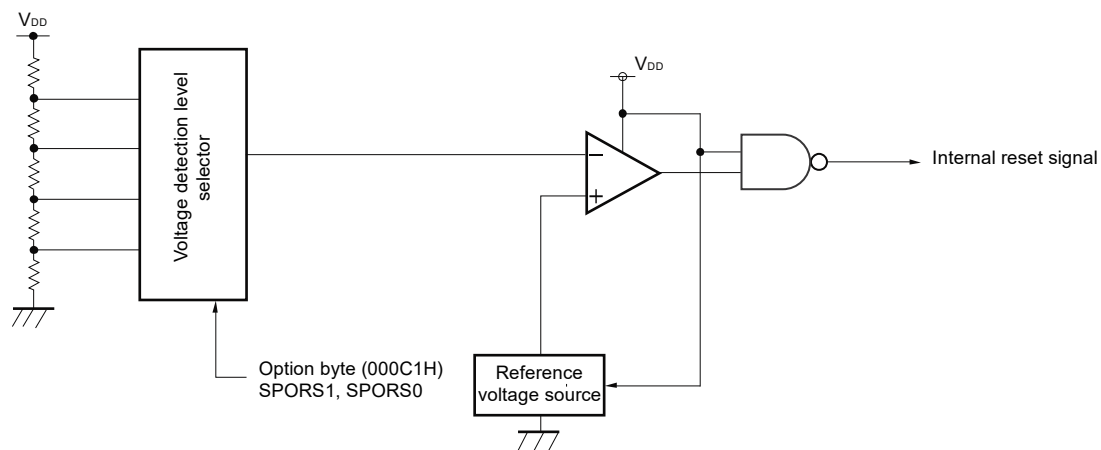 VDD
VDD
Voltage detection level
selector
−
+
Internal reset signal
Option byte (000C1H)
SPORS1, SPORS0
Reference
voltage source